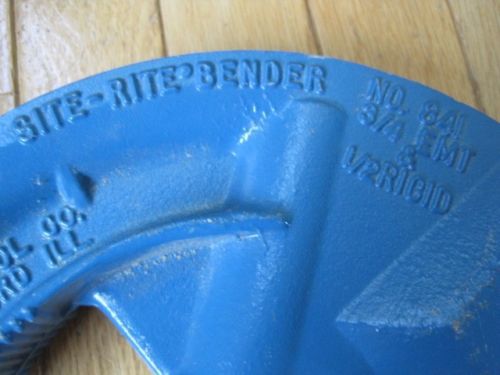 SITE-RITE® BENDER
NO. 841
3/4 EMT
&
1/2 RIGID
OL CO.
RD ILL.